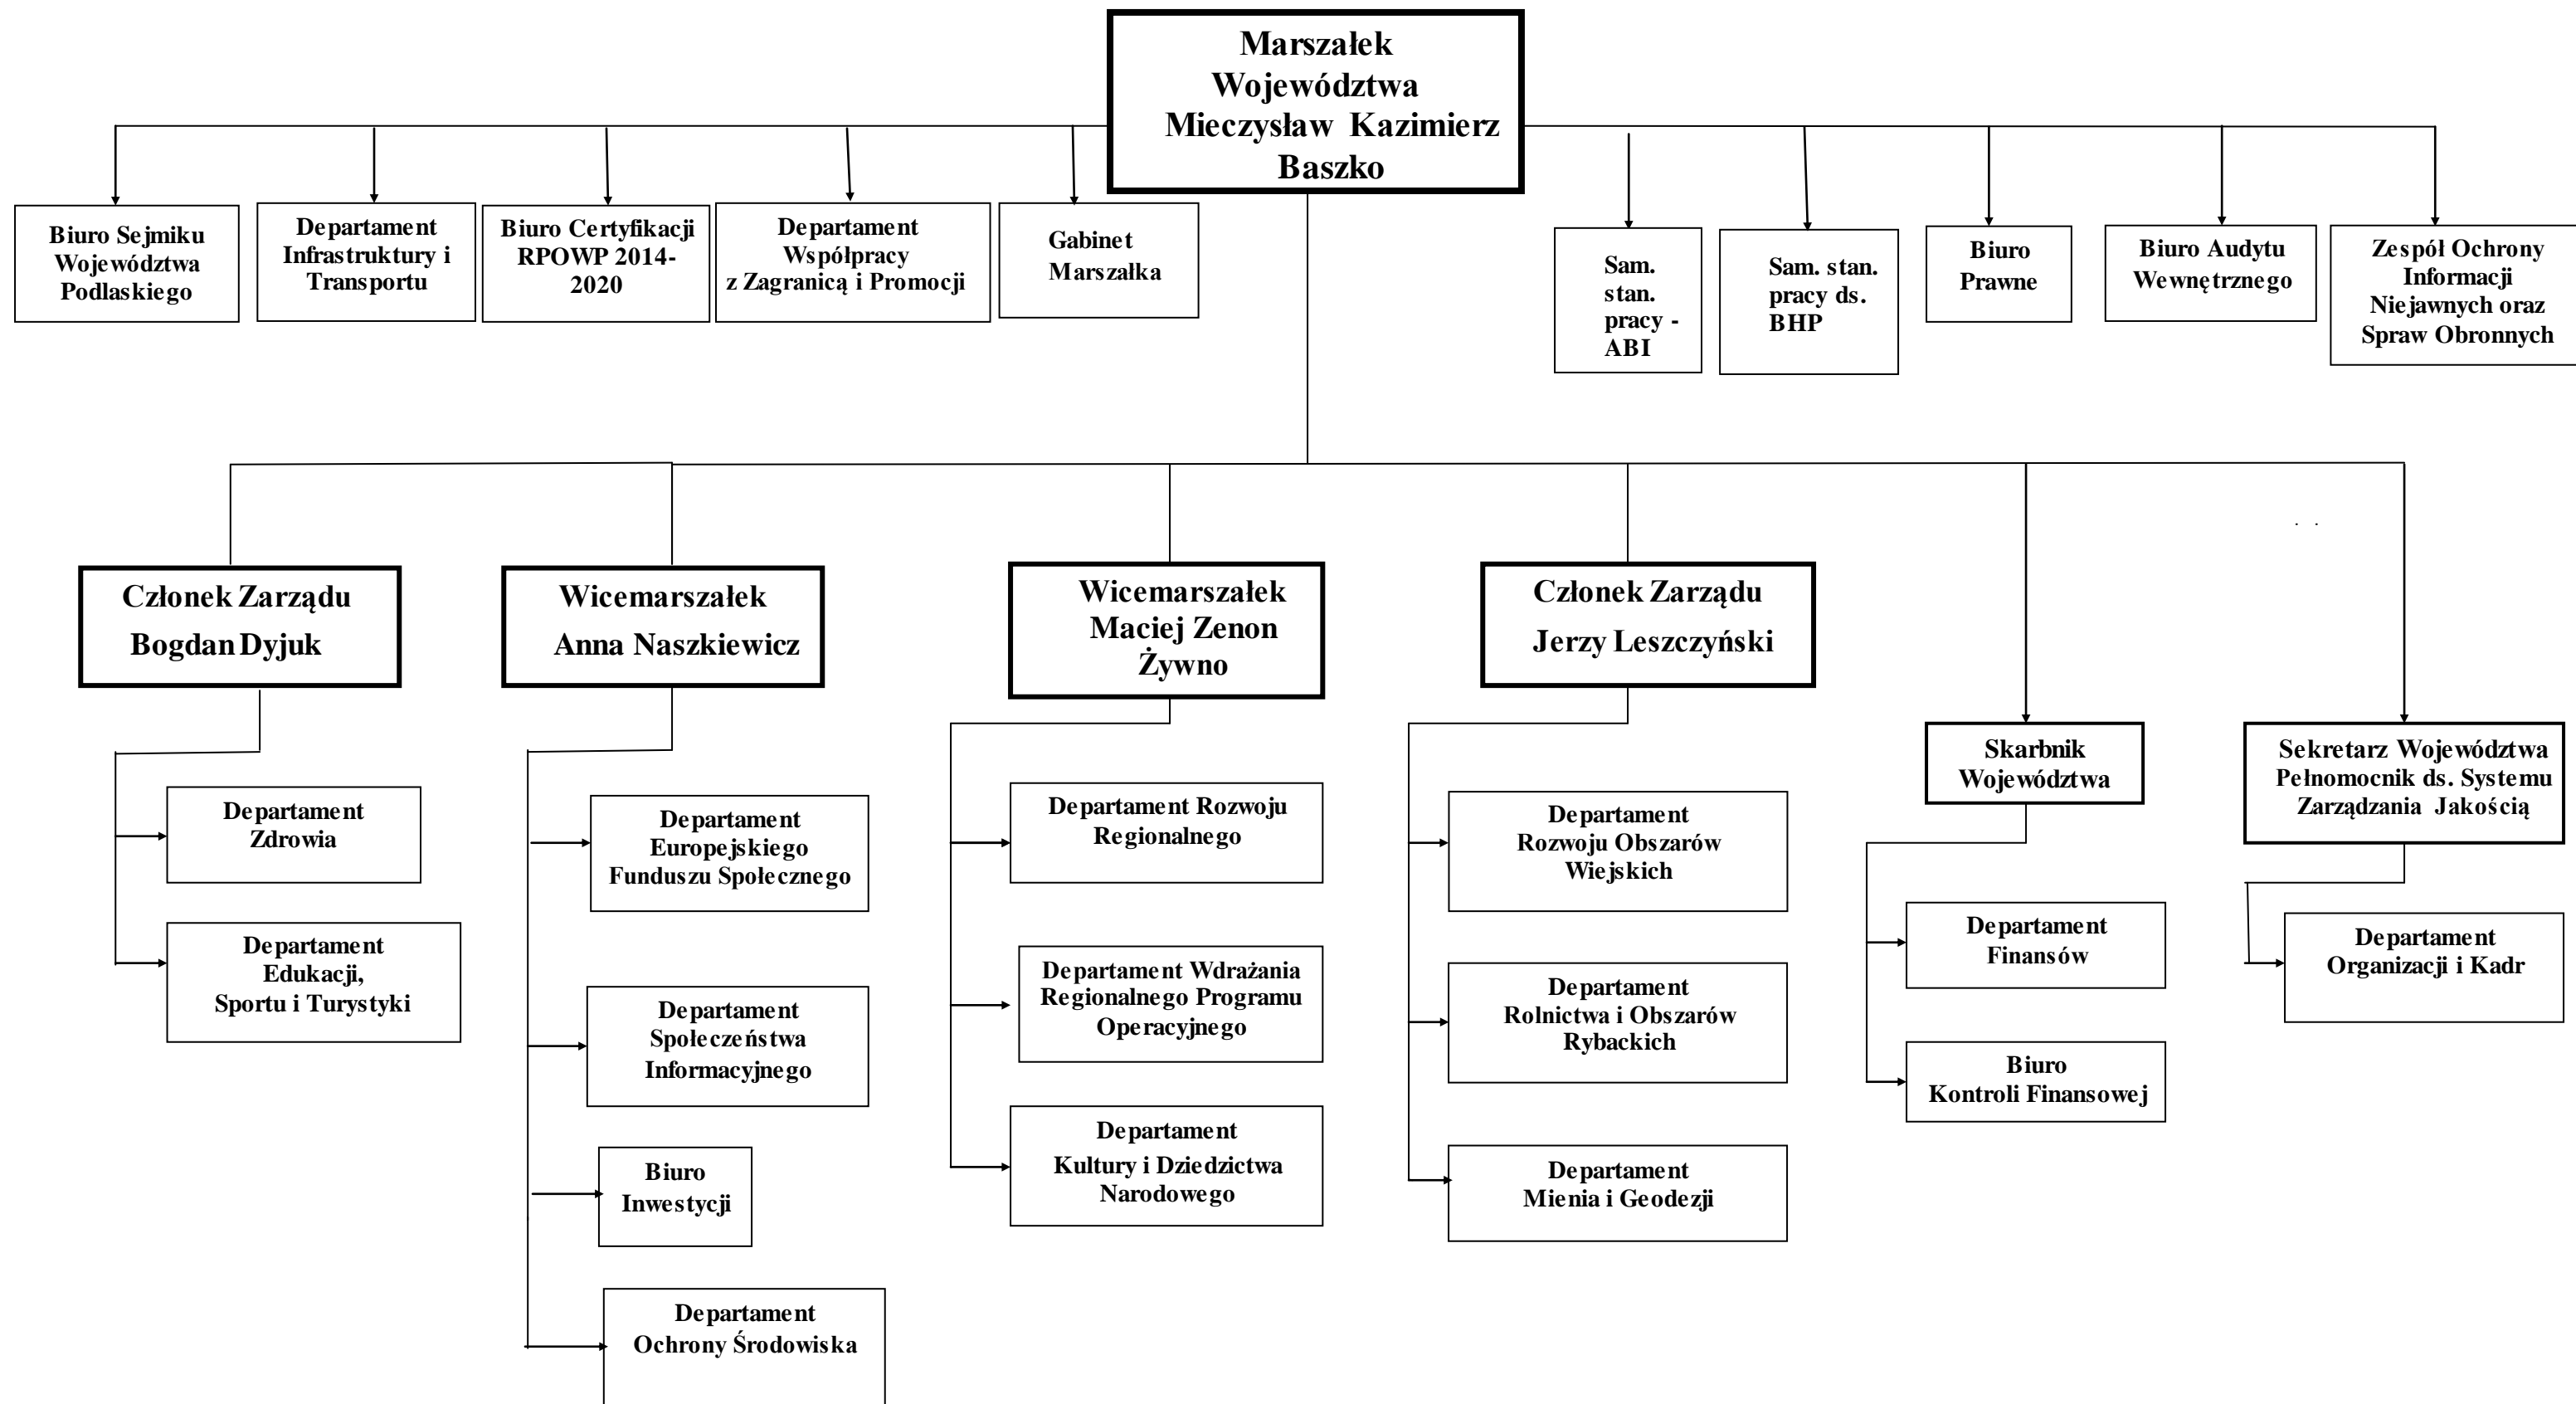 Marszałek
Województwa
Mieczysław Kazimierz
Baszko
Biuro Sejmiku
Województwa
Podlaskiego
Departament
Infrastruktury i
Transportu
Biuro Certyfikacji
RPOWP 2014-
2020
Departament
Współpracy
z Zagranicą i Promocji
Gabinet
Marszałka
Sam.
stan.
pracy -
ABI
Sam. stan.
pracy ds.
BHP
Biuro
Prawne
Biuro Audytu
Wewnętrznego
Zespół Ochrony
Informacji
Niejawnych oraz
Spraw Obronnych
Członek Zarządu
Bogdan Dyjuk
Wicemarszałek
Anna Naszkiewicz
Wicemarszałek
Maciej Zenon
Żywno
Członek Zarządu
Jerzy Leszczyński
Skarbnik
Województwa
Sekretarz Województwa
Pełnomocnik ds. Systemu
Zarządzania Jakością
Departament
Zdrowia
Departament
Edukacji,
Sportu i Turystyki
Departament
Europejskiego
Funduszu Społecznego
Departament
Społeczeństwa
Informacyjnego
Biuro
Inwestycji
Departament
Ochrony Środowiska
Departament Rozwoju
Regionalnego
Departament Wdrażania
Regionalnego Programu
Operacyjnego
Departament
Kultury i Dziedzictwa
Narodowego
Departament
Rozwoju Obszarów
Wiejskich
Departament
Rolnictwa i Obszarów
Rybackich
Departament
Mienia i Geodezji
Departament
Finansów
Biuro
Kontroli Finansowej
Departament
Organizacji i Kadr